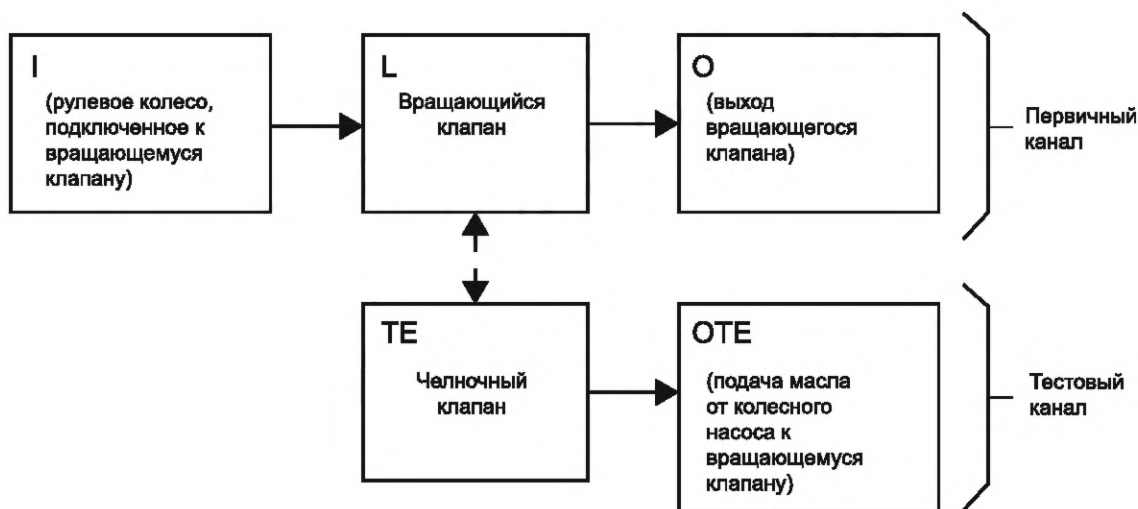 I
(рулевое колесо,
подключенное к
вращающемуся
клапану)
L
Вращающийся
клапан
O
(выход
вращающегося
клапана)
Первичный
канал
TE
Челночный
клапан
OTE
(подача масла
от колесного
насоса к
вращающемуся
клапану)
Тестовый
канал